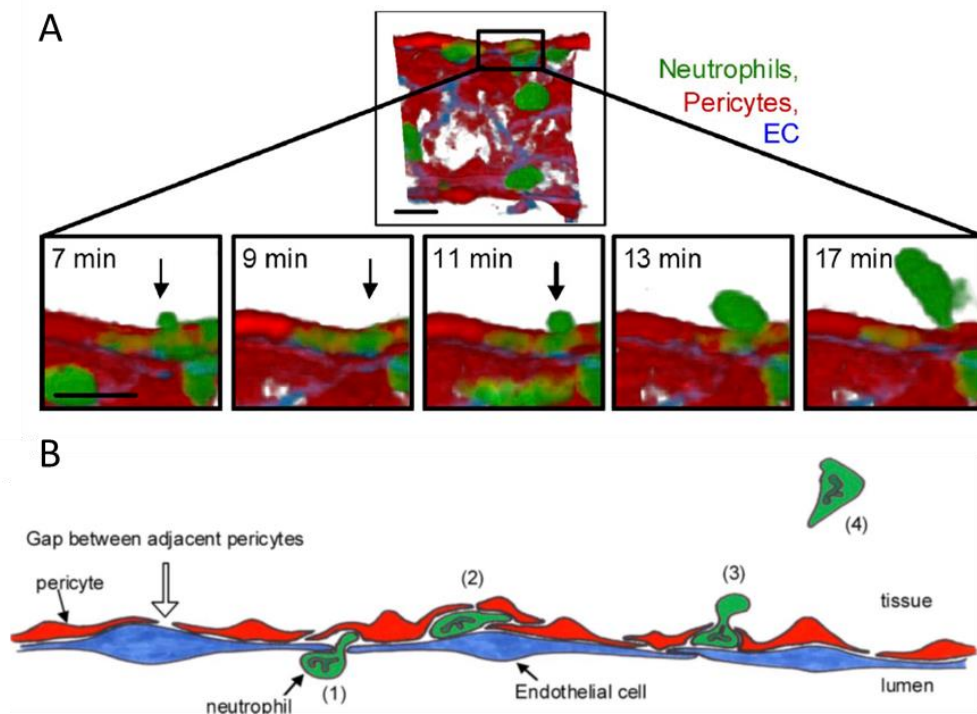 A
Neutrophils,
Pericytes,
EC
7 min
9 min
11 min
13 min
17 min
B
Gap between adjacent pericytes
pericyte
(1)
neutrophil
(2)
Endothelial cell
(3)
(4)
tissue
lumen